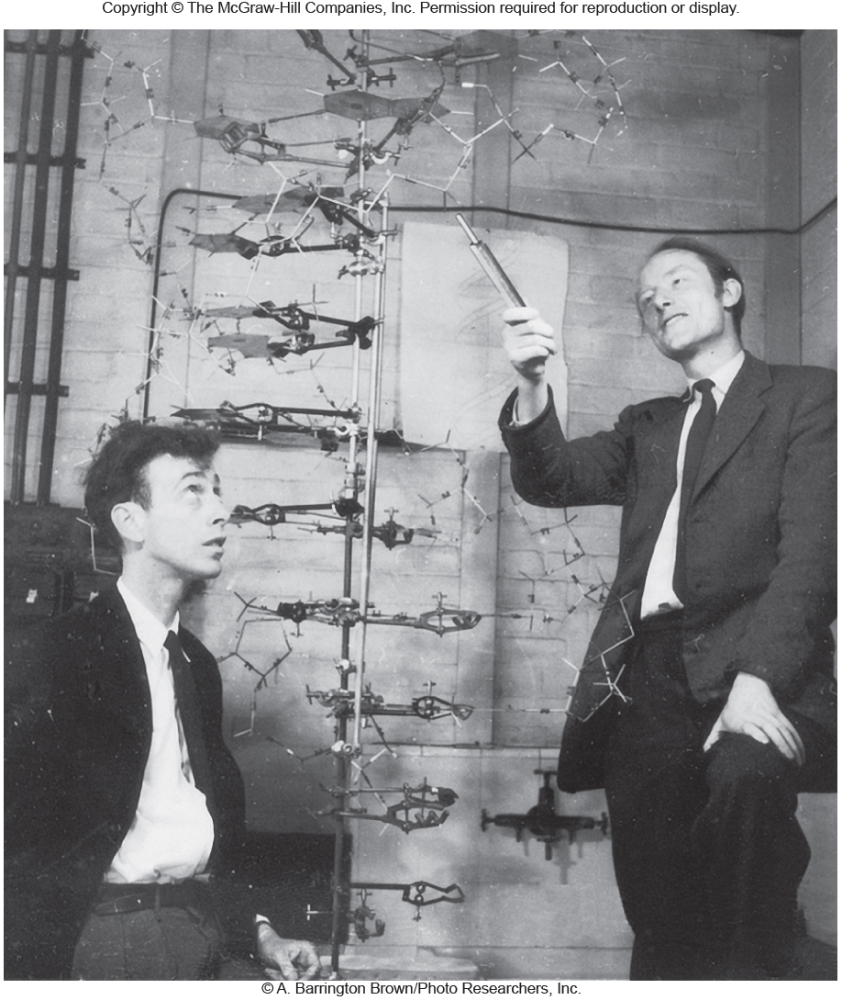 Copyright © The McGraw-Hill Companies, Inc. Permission required for reproduction or display.
© A. Barrington Brown/Photo Researchers, Inc.